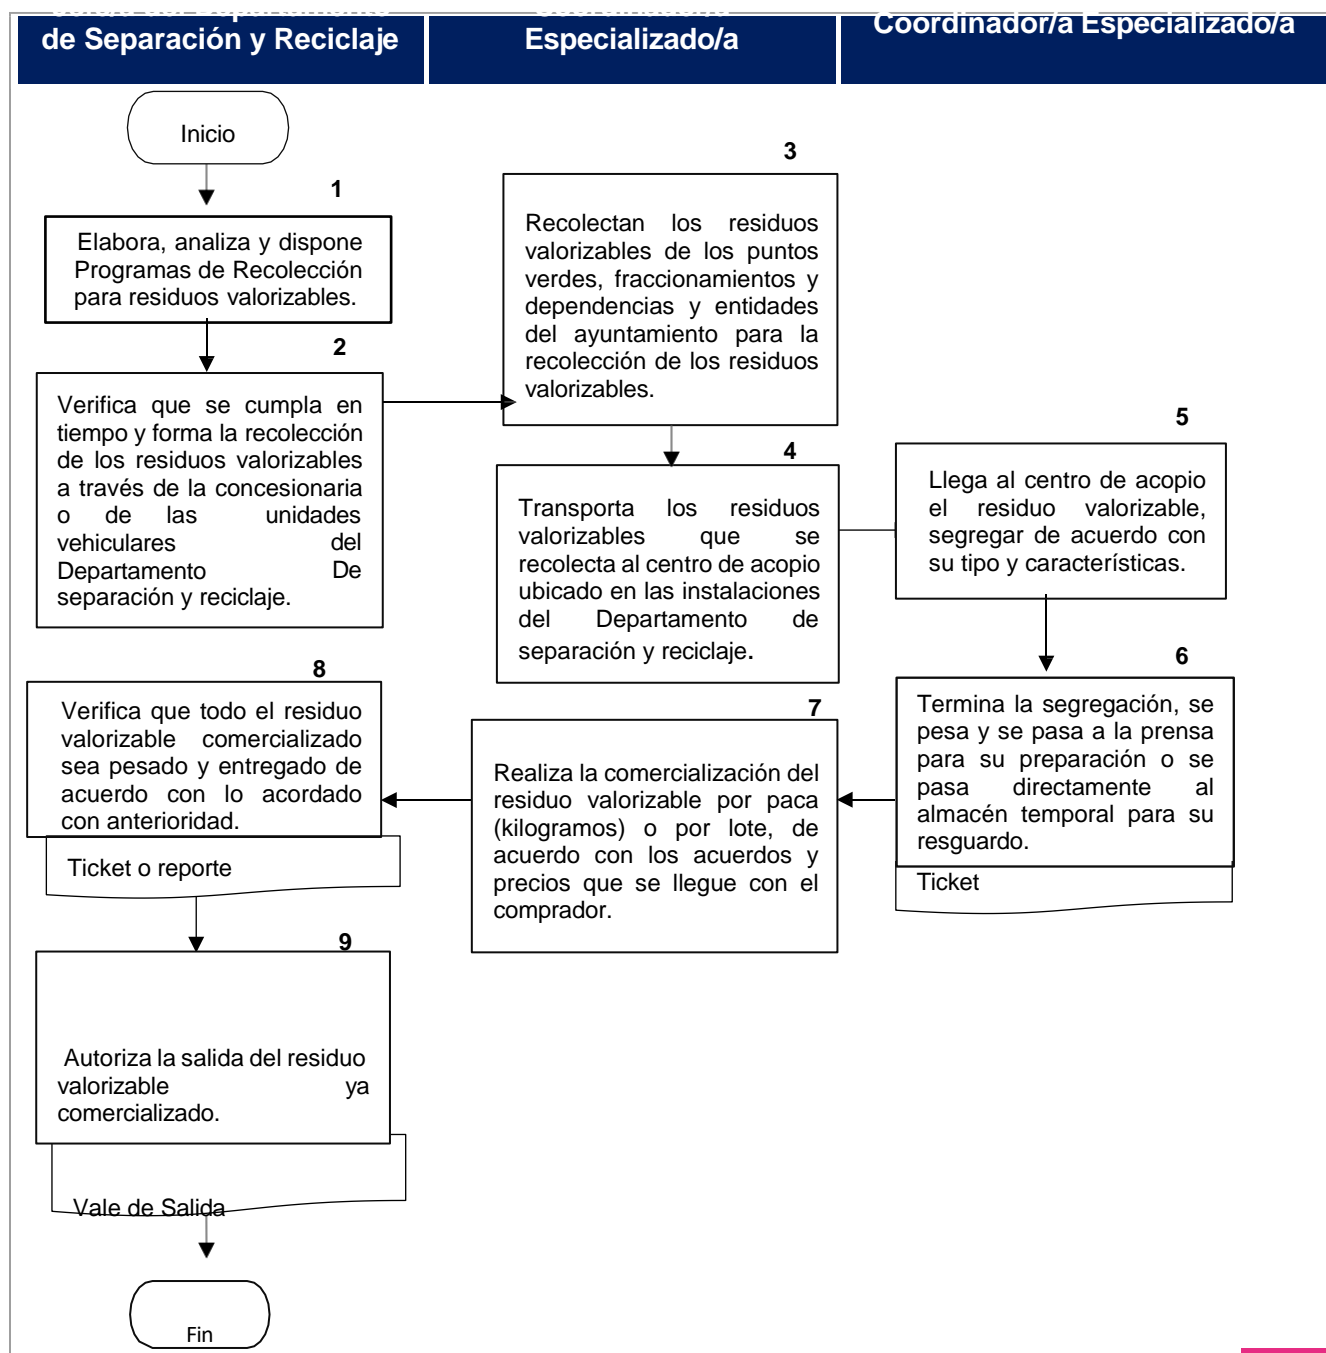 de Separación y Reciclaje
Especializado/a
Coordinador/a Especializado/a
Inicio
1
Elabora, analiza y dispone
Programas de Recolección
para residuos valorizables.
2
Verifica que se cumpla en
tiempo y forma la recolección
de los residuos valorizables
a través de la concesionaria
o de las unidades
vehiculares del
Departamento De
separación y reciclaje.
3
Recolectan los residuos
valorizables de los puntos
verdes, fraccionamientos y
dependencias y entidades
del ayuntamiento para la
recolección de los residuos
valorizables.
4
Transporta los residuos
valorizables que se
recolecta al centro de acopio
ubicado en las instalaciones
del Departamento de
separación y reciclaje.
5
Llega al centro de acopio
el residuo valorizable,
segregar de acuerdo con
su tipo y características.
6
Termina la segregación, se
pesa y se pasa a la prensa
para su preparación o se
pasa directamente al
almacén temporal para su
resguardo.
Ticket
7
Realiza la comercialización del
residuo valorizable por paca
(kilogramos) o por lote, de
acuerdo con los acuerdos y
precios que se llegue con el
comprador.
8
Verifica que todo el residuo
valorizable comercializado
sea pesado y entregado de
acuerdo con lo acordado
con anterioridad.
Ticket o reporte
9
Autoriza la salida del residuo
valorizable ya
comercializado.
Vale de Salida
Fin